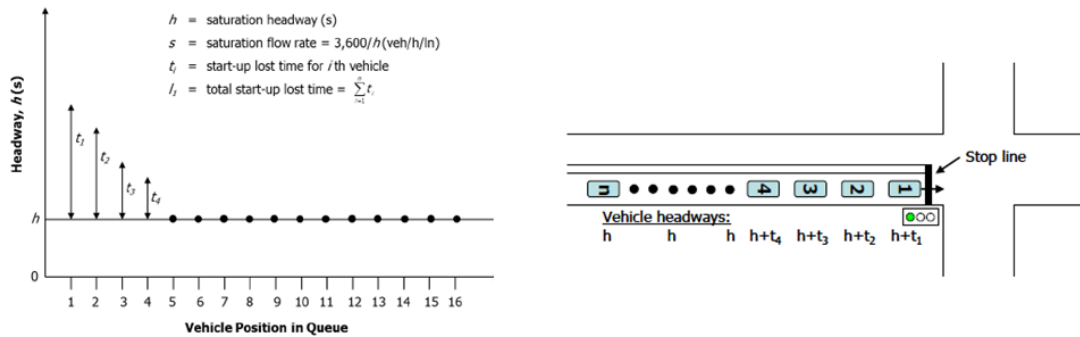 h = saturation headway (s)
s = saturation flow rate = 3,600/h (veh/h/ln)
tᵢ = start-up lost time for i th vehicle
l₁ = total start-up lost time = ∑tᵢ
Headway, h(s)
t₁
t₂
t₃
t₄
h
0
1 2 3 4 5 6 7 8 9 10 11 12 13 14 15 16
Vehicle Position in Queue
Stop line
n 4 3 2 1
Vehicle headways:
h h h h+t₄ h+t₃ h+t₂ h+t₁